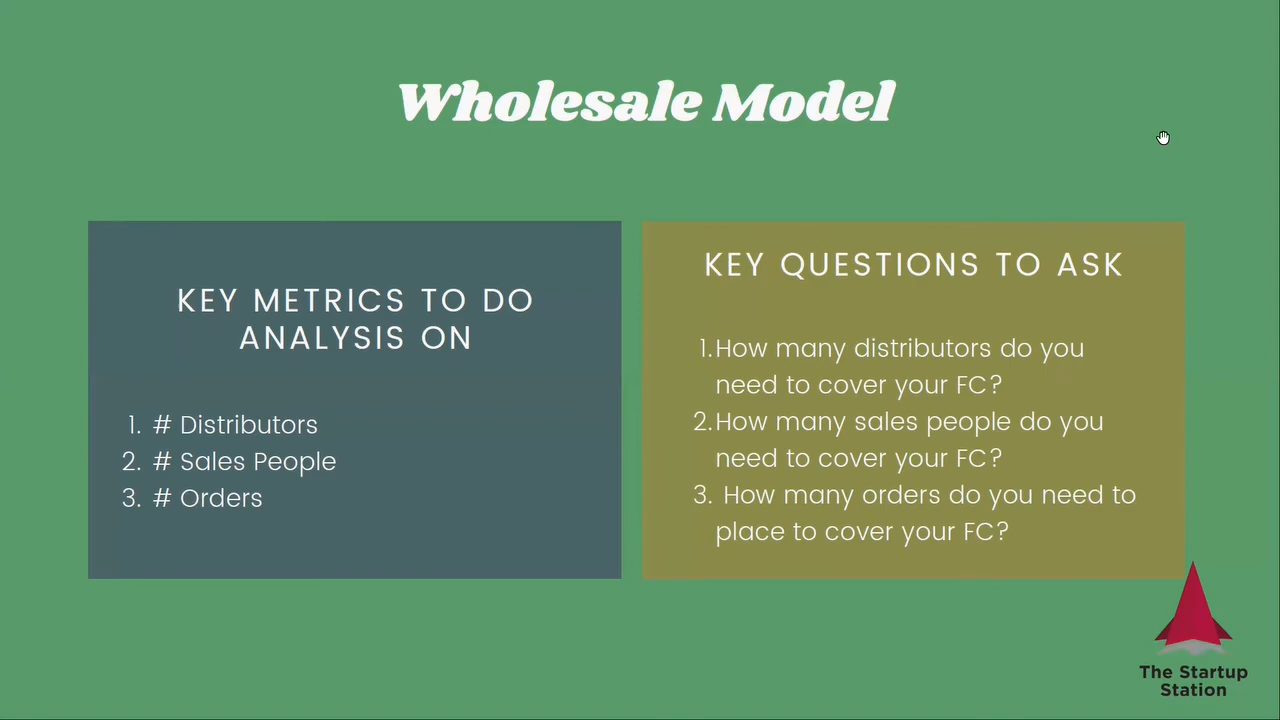 Wholesale Model
KEY METRICS TO DO
ANALYSIS ON
1. # Distributors
2. # Sales People
3. # Orders
KEY QUESTIONS TO ASK
1. How many distributors do you
need to cover your FC?
2. How many sales people do you
need to cover your FC?
3. How many orders do you need to
place to cover your FC?
The Startup
Station